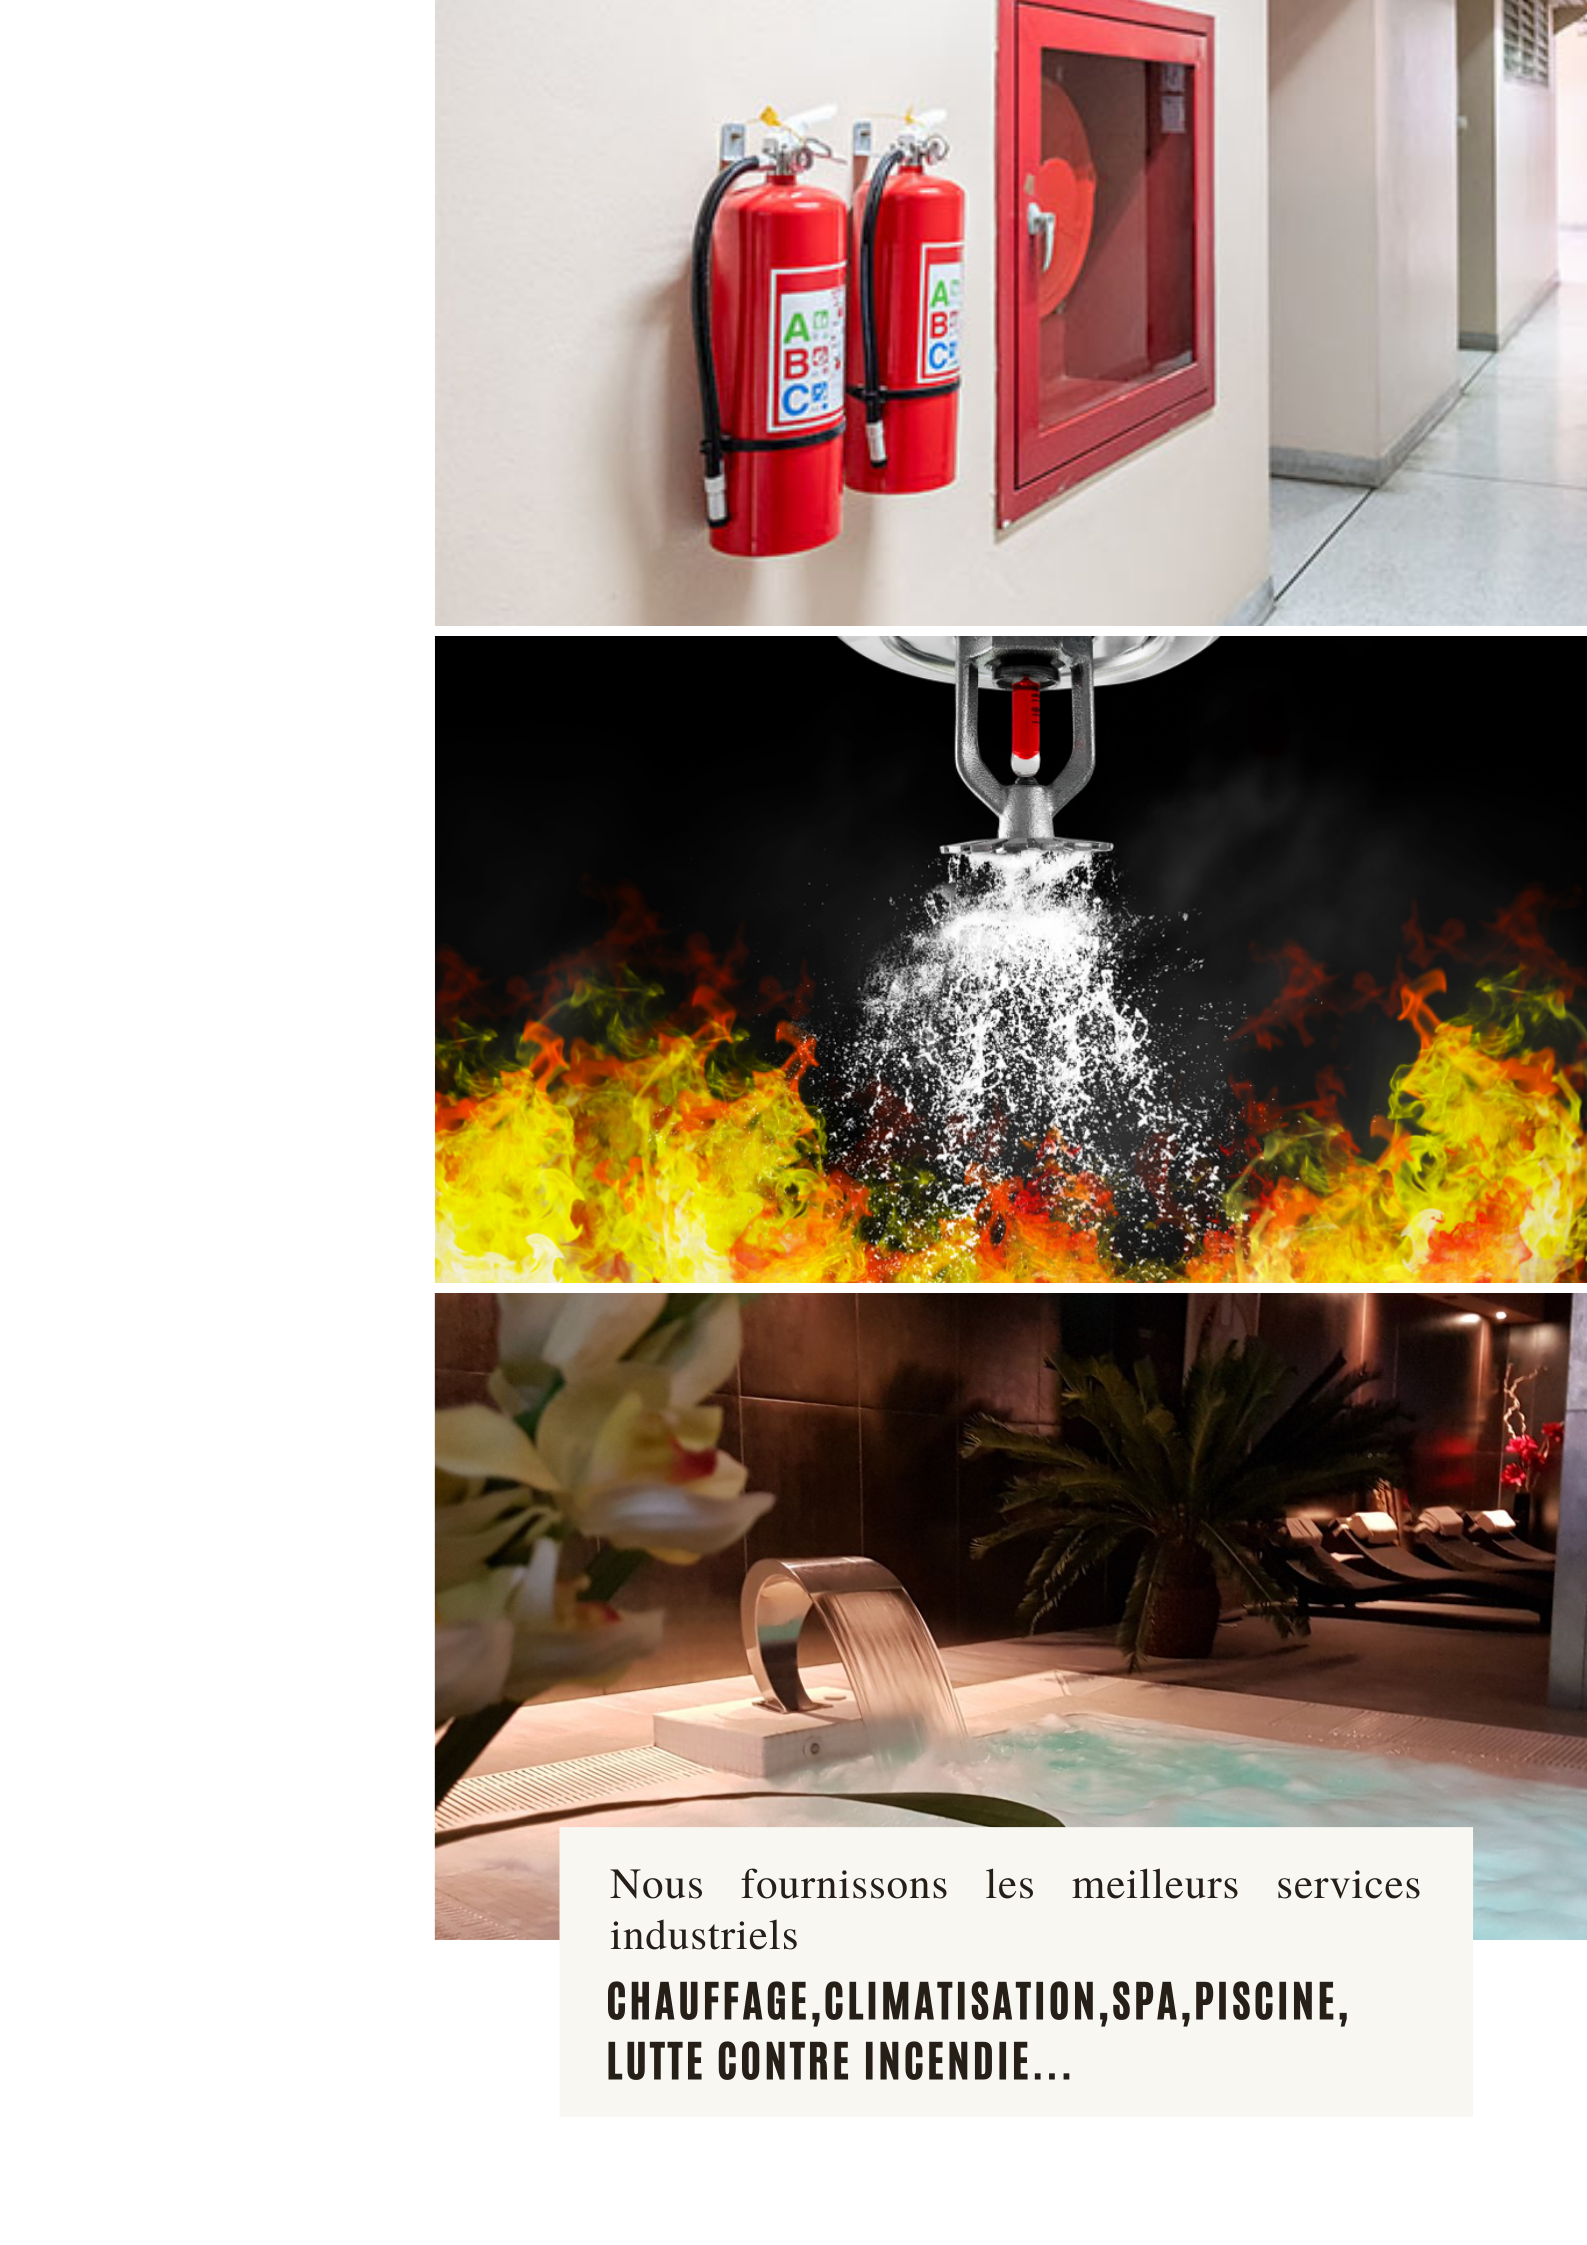 A
B
C
A
B
C
Nous fournissons les meilleurs services
industriels
CHAUFFAGE,CLIMATISATION,SPA,PISCINE,
LUTTE CONTRE INCENDIE...